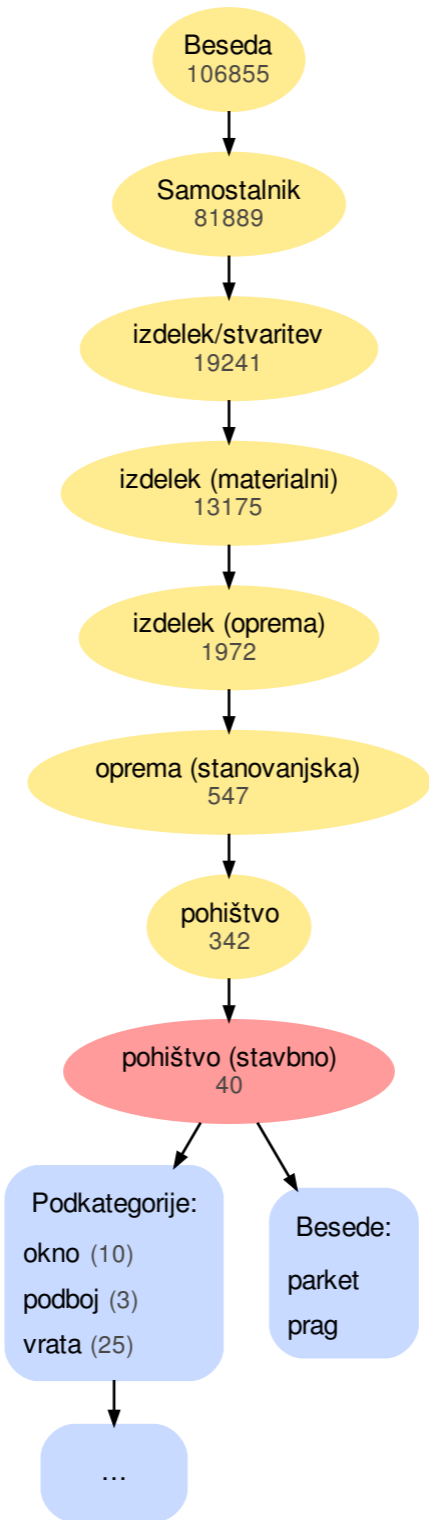 Beseda
106855
Samostalnik
81889
izdelek/stvaritev
19241
izdelek (materialni)
13175
izdelek (oprema)
1972
oprema (stanovanjska)
547
pohištvo
342
pohištvo (stavbno)
40
Podkategorije:
okno (10)
podboj (3)
vrata (25)
Besede:
parket
prag
...